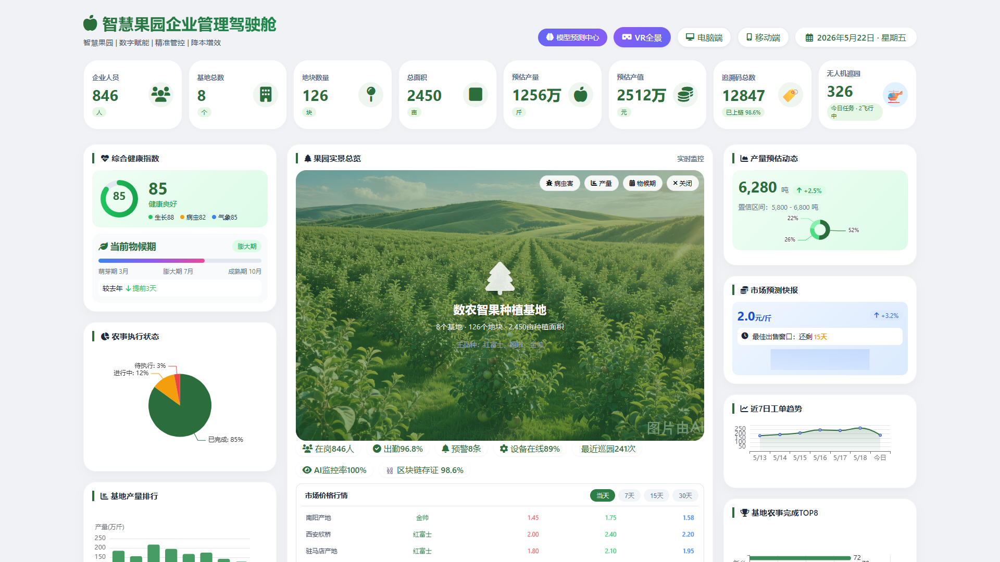 智慧果园企业管理驾驶舱
智慧果园 | 数字赋能 | 精准管控 | 降本增效
模型预测中心
VR全景
电脑端
移动端
2026年5月22日 · 星期五
企业人员
846
人
基地总数
8
个
地块数量
126
块
总面积
2450
亩
预估产量
1256万
斤
预估产值
2512万
元
追溯码总数
12847
已上链 98.6%
无人机巡园
326
今日任务 · 2飞行
中
综合健康指数
85
85
健康良好
生长88 病虫82 气象85
当前物候期
膨大期
萌芽期 3月 膨大期 7月 成熟期 10月
较去年 提前3天
农事执行状态
待执行: 3%
进行中: 12%
已完成: 85%
基地产量排行
产量(万斤)
250
200
150
果园实景总览
实时监控
病虫害
产量
物候期
关闭
数农智果种植基地
8个基地 · 126个地块 · 2,450亩种植面积
主品种：红富士、嘎啦、金帅
图片由AI
在岗846人
出勤96.8%
预警8条
设备在线89%
最近巡园241次
AI监控率100%
区块链存证 98.6%
市场价格行情
当天 7天 15天 30天
南阳产地 金帅 1.45 1.75 1.58
西安欣桥 红富士 2.00 2.40 2.20
驻马店产地 红富士 1.80 2.10 1.95
产量预估动态
6,280 吨 +2.5%
置信区间：5,800 - 6,800 吨
22%
52%
26%
市场预测快报
2.0元/斤
+3.2%
最佳出售窗口：还剩 15天
近7日工单趋势
250
200
150
100
50
5/13 5/14 5/15 5/16 5/17 5/18 今日
基地农事完成TOP8
72